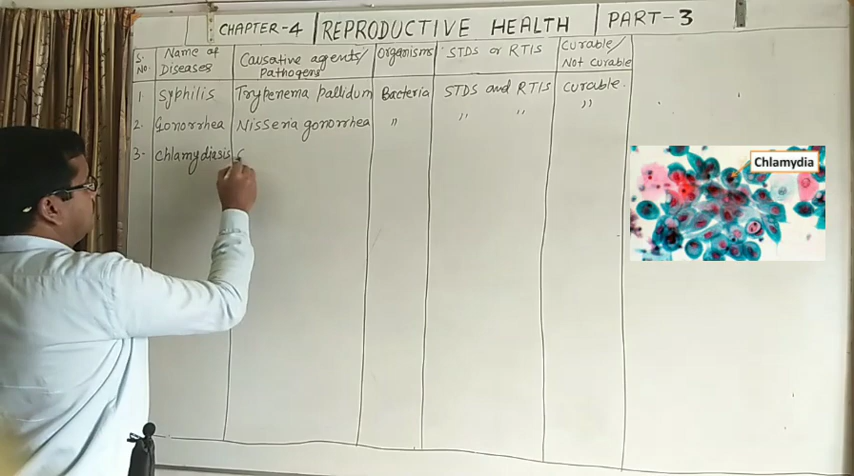 CHAPTER-4 REPRODUCTIVE HEALTH PART-3
S. No. Name of Diseases Causative agents/ Pathogens Organisms STDS or RTIS Curable/ Not curable
1. Syphilis Trypenema pallidum Bacteria STDS and RTIS curable.
2. Gonorrhea Nisseria gonorrhea " " " "
3- Chlamydiasis C
Chlamydia